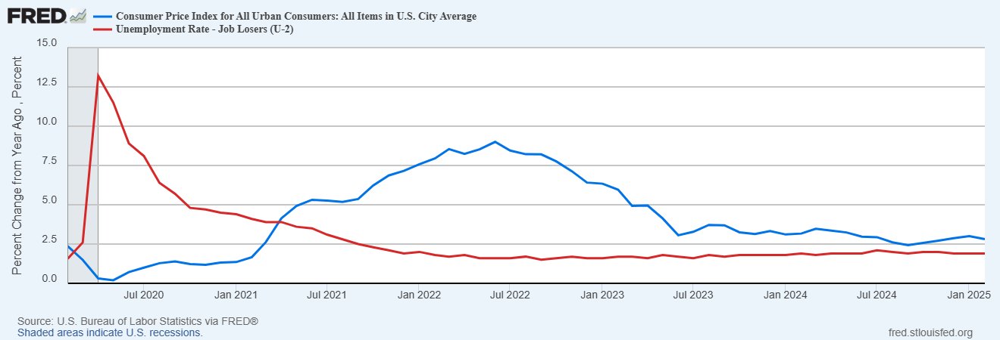 FRED
Consumer Price Index for All Urban Consumers: All Items in U.S. City Average
Unemployment Rate - Job Losers (U-2)
Percent Change from Year Ago , Percent
15.0
12.5
10.0
7.5
5.0
2.5
0.0
Jul 2020 Jan 2021 Jul 2021 Jan 2022 Jul 2022 Jan 2023 Jul 2023 Jan 2024 Jul 2024 Jan 2025
Source: U.S. Bureau of Labor Statistics via FRED®
Shaded areas indicate U.S. recessions.
fred.stlouisfed.org